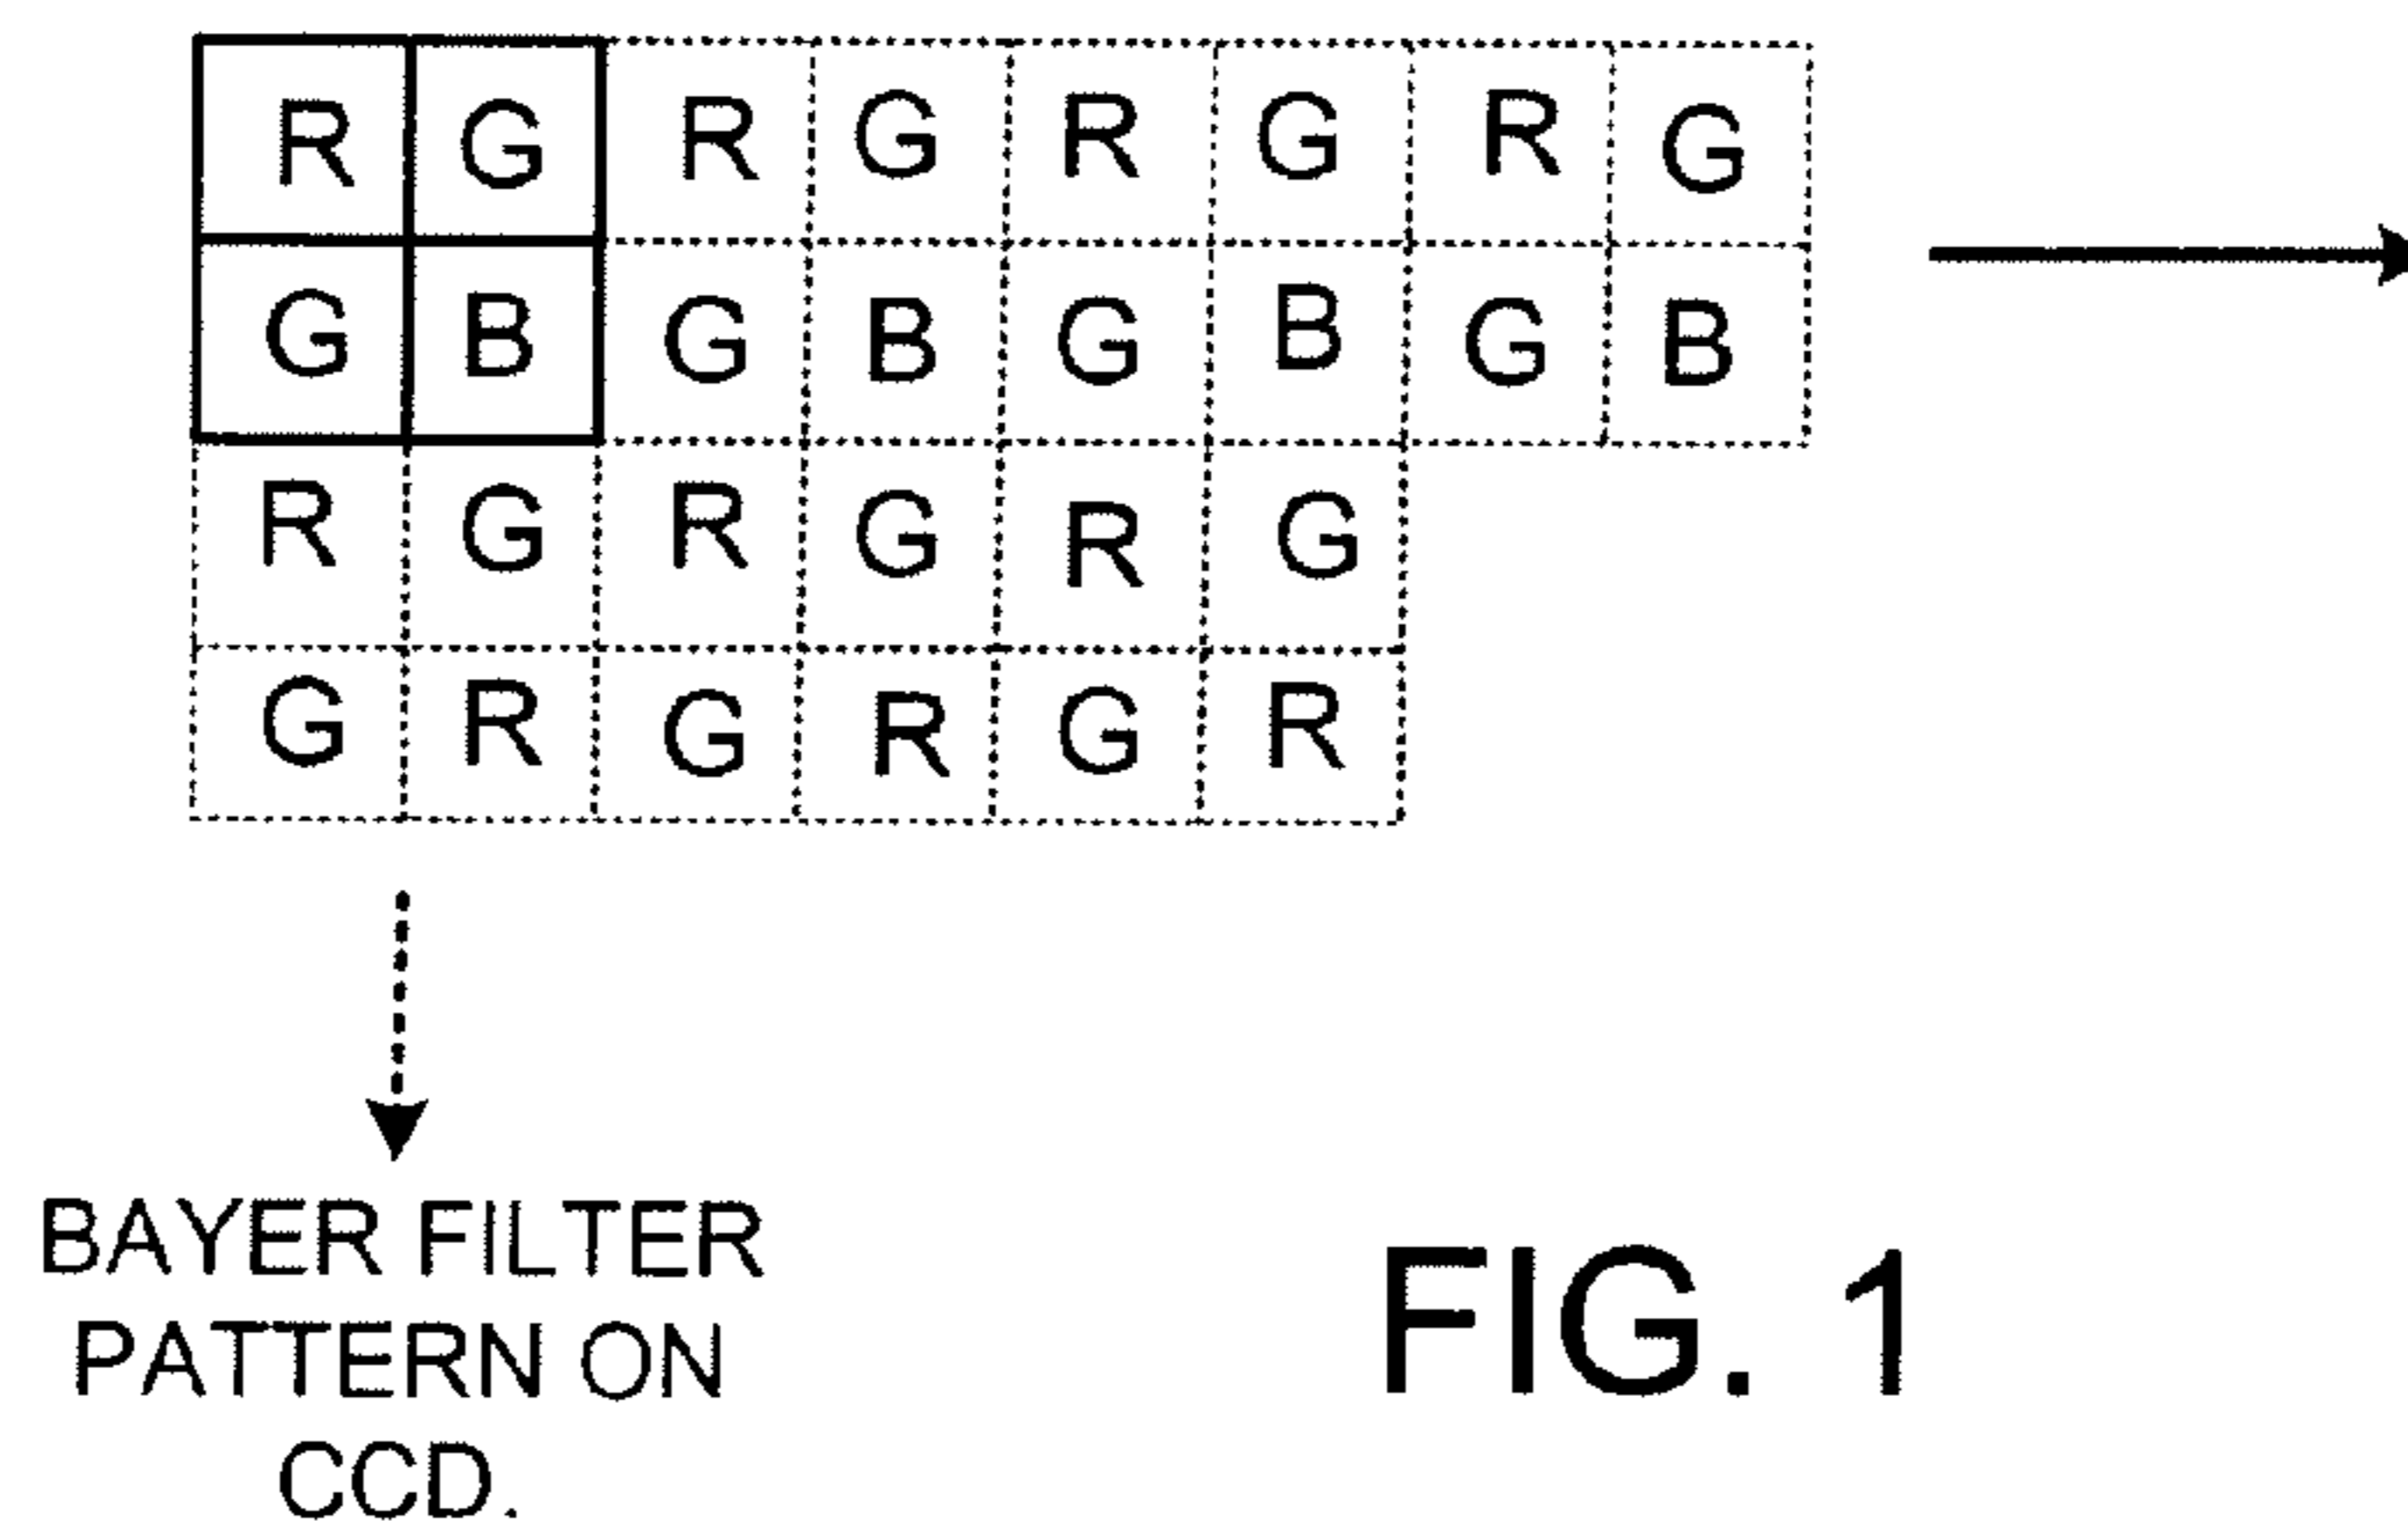 R G R G R G R G
G B G B G B G B
R G R G R G
G R G R G R
BAYER FILTER
PATTERN ON
CCD.
FIG. 1